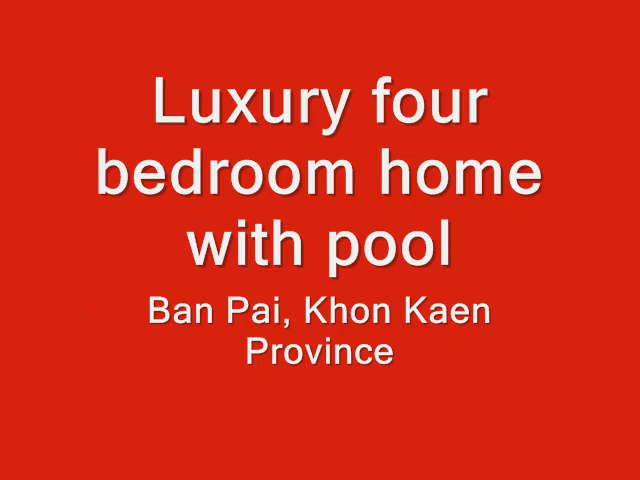 Luxury four
bedroom home
with pool
Ban Pai, Khon Kaen
Province